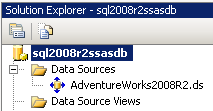 Solution Explorer - sql2008r2ssasdb
sql2008r2ssasdb
Data Sources
AdventureWorks2008R2.ds
Data Source Views